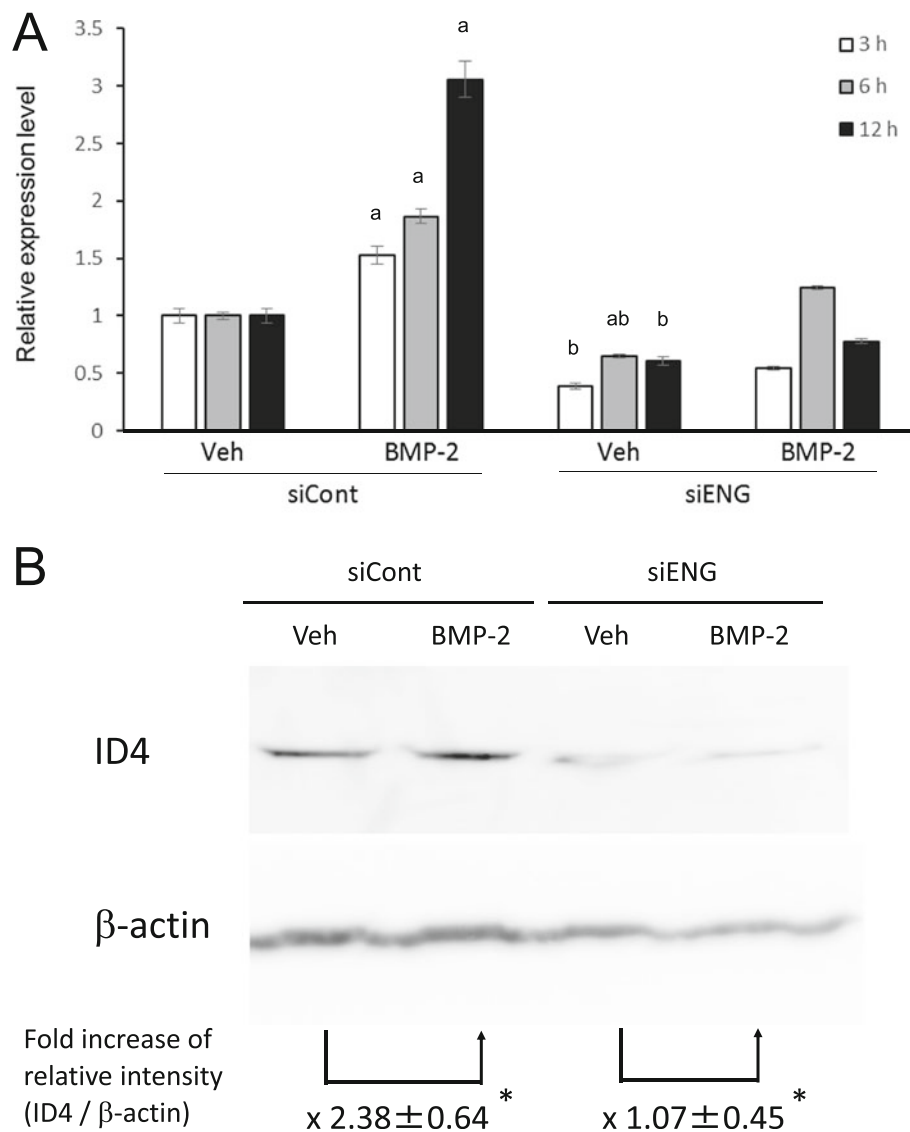 A
Relative expression level
3.5
3
2.5
2
1.5
1
0.5
0
a
a
a
b
ab
b
3 h
6 h
12 h
Veh
BMP-2
Veh
BMP-2
siCont
siENG
B
siCont
siENG
Veh
BMP-2
Veh
BMP-2
ID4
β-actin
Fold increase of
relative intensity
(ID4 / β-actin)
x 2.38±0.64 *
x 1.07±0.45 *